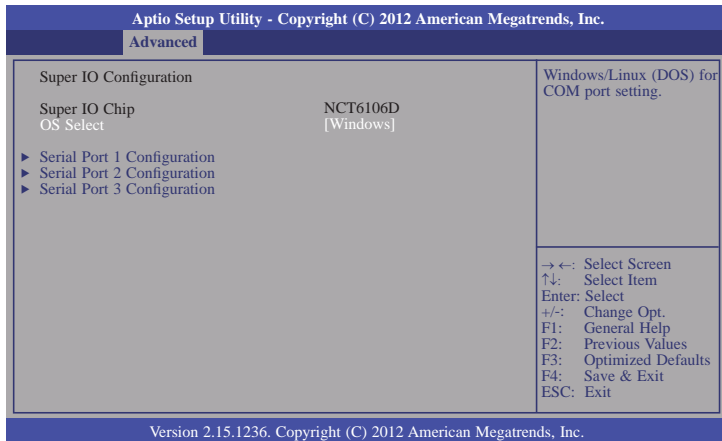 Aptio Setup Utility - Copyright (C) 2012 American Megatrends, Inc.
Advanced
Super IO Configuration
Super IO Chip NCT6106D
OS Select [Windows]
► Serial Port 1 Configuration
► Serial Port 2 Configuration
► Serial Port 3 Configuration
Windows/Linux (DOS) for
COM port setting.
→ ←: Select Screen
↑↓: Select Item
Enter: Select
+/-: Change Opt.
F1: General Help
F2: Previous Values
F3: Optimized Defaults
F4: Save & Exit
ESC: Exit
Version 2.15.1236. Copyright (C) 2012 American Megatrends, Inc.